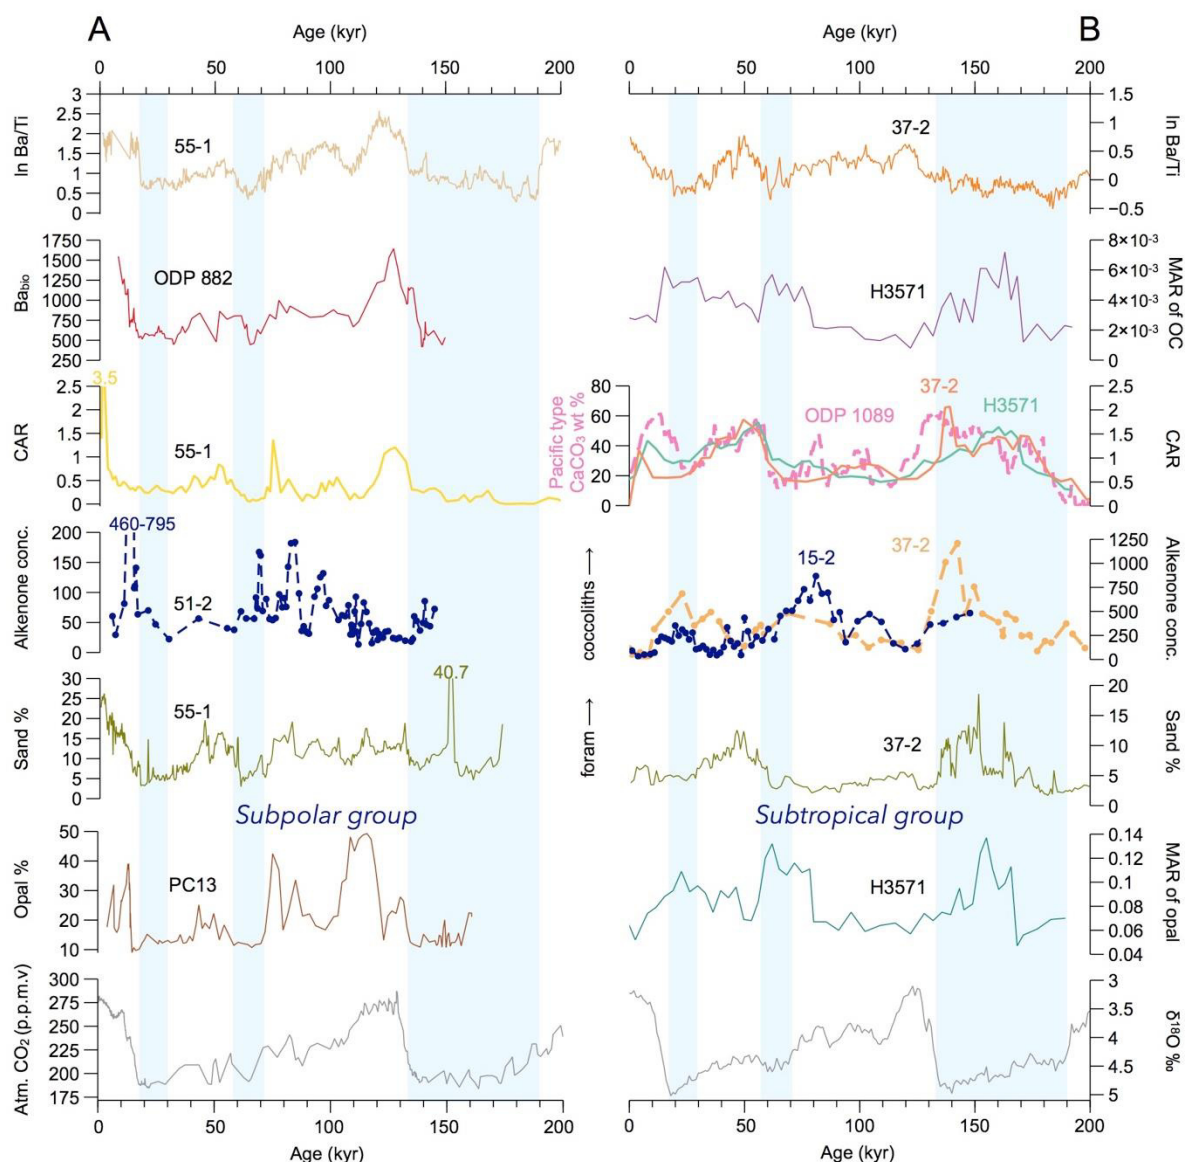 A
Age (kyr)
0 50 100 150 200
3
2.5
2
1.5
1
0.5
0
ln Ba/Ti
55-1
1750
1500
1250
1000
750
500
250
Babio
ODP 882
3.5
2.5
2
1.5
1
0.5
0
CAR
55-1
460-795
200
150
100
50
0
Alkenone conc.
51-2
40.7
30
25
20
15
10
5
0
Sand %
55-1
Subpolar group
50
40
30
20
10
Opal %
PC13
300
275
250
225
200
175
Atm. CO2 (p.p.m.v)
0 50 100 150 200
Age (kyr)
B
Age (kyr)
0 50 100 150 200
37-2
1.5
1
0.5
0
−0.5
ln Ba/Ti
H3571
8×10-3
6×10-3
4×10-3
2×10-3
0
MAR of OC
Pacific type
CaCO3 wt %
80
60
40
20
0
37-2
ODP 1089
H3571
2.5
2
1.5
1
0.5
0
CAR
coccoliths →
15-2
37-2
1250
1000
750
500
250
0
Alkenone conc.
foram →
37-2
20
15
10
5
0
Sand %
Subtropical group
H3571
0.14
0.12
0.1
0.08
0.06
0.04
MAR of opal
3
3.5
4
4.5
5
δ18O ‰
0 50 100 150 200
Age (kyr)